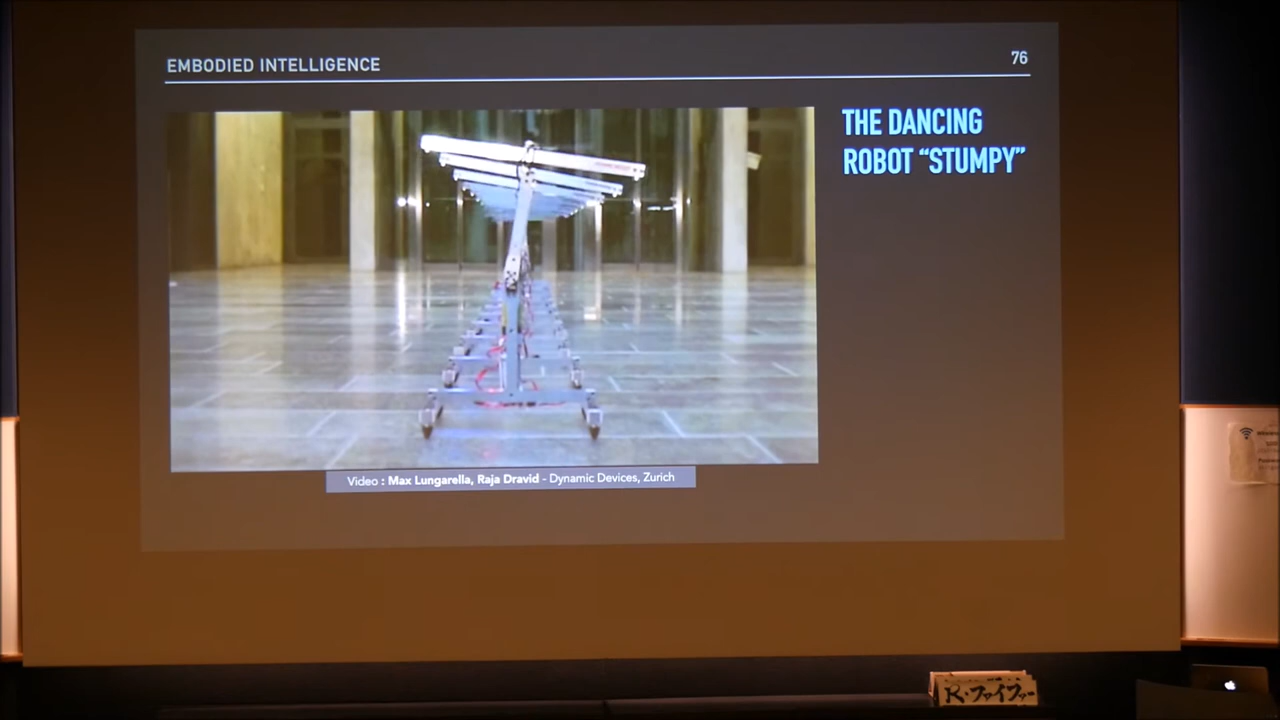 EMBODIED INTELLIGENCE
76
THE DANCING
ROBOT “STUMPY”
Video : Max Lungarella, Raja Dravid - Dynamic Devices, Zurich
R・ファイファー